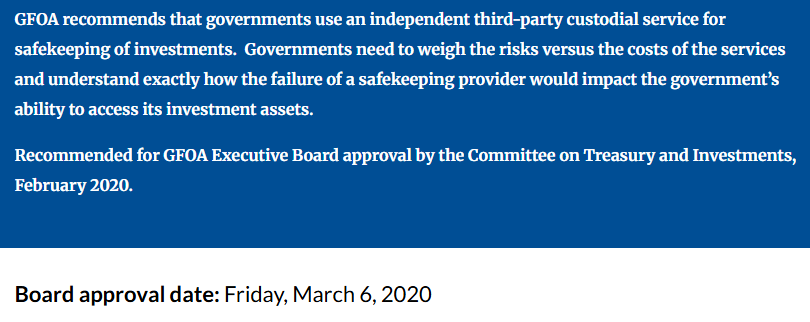 GFOA recommends that governments use an independent third-party custodial service for
safekeeping of investments.  Governments need to weigh the risks versus the costs of the services
and understand exactly how the failure of a safekeeping provider would impact the government’s
ability to access its investment assets.
Recommended for GFOA Executive Board approval by the Committee on Treasury and Investments,
February 2020.
Board approval date: Friday, March 6, 2020